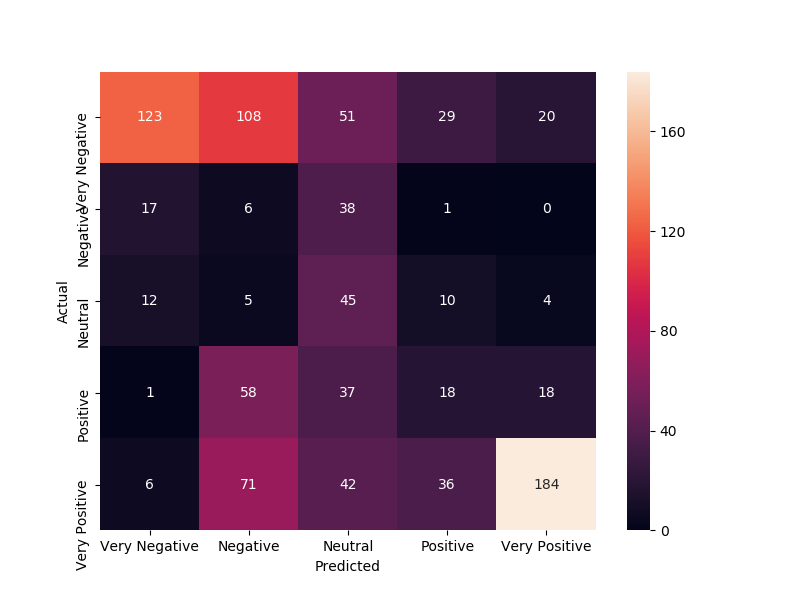 123 108 51 29 20
17 6 38 1 0
12 5 45 10 4
1 58 37 18 18
6 71 42 36 184
Very Negative
Negative
Neutral
Positive
Very Positive
Actual
Very Negative Negative Neutral Positive Very Positive
Predicted
160
120
80
40
0